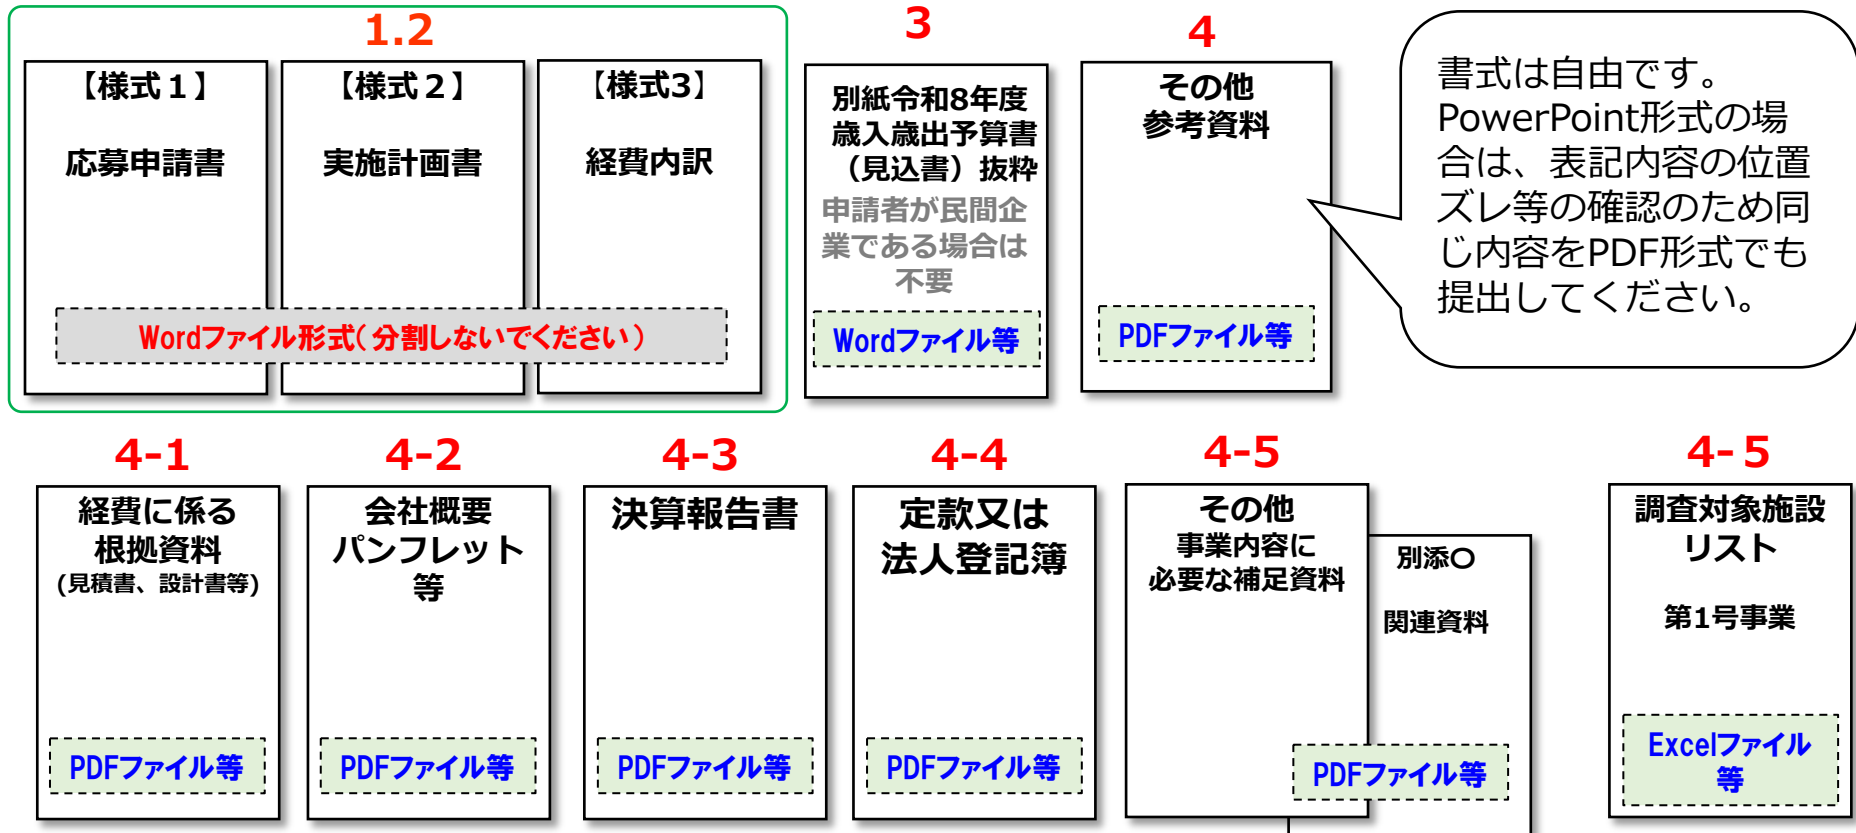 1.2
【様式１】
応募申請書
【様式２】
実施計画書
【様式3】
経費内訳
Wordファイル形式（分割しないでください）
3
別紙令和8年度
歳入歳出予算書
（見込書）抜粋
申請者が民間企
業である場合は
不要
Wordファイル等
4
その他
参考資料
PDFファイル等
書式は自由です。
PowerPoint形式の場
合は、表記内容の位置
ズレ等の確認のため同
じ内容をPDF形式でも
提出してください。
4-1
経費に係る
根拠資料
(見積書、設計書等)
PDFファイル等
4-2
会社概要
パンフレット
等
PDFファイル等
4-3
決算報告書
PDFファイル等
4-4
定款又は
法人登記簿
PDFファイル等
4-5
その他
事業内容に
必要な補足資料
別添〇
関連資料
PDFファイル等
4-５
調査対象施設
リスト
第1号事業
Excelファイル
等